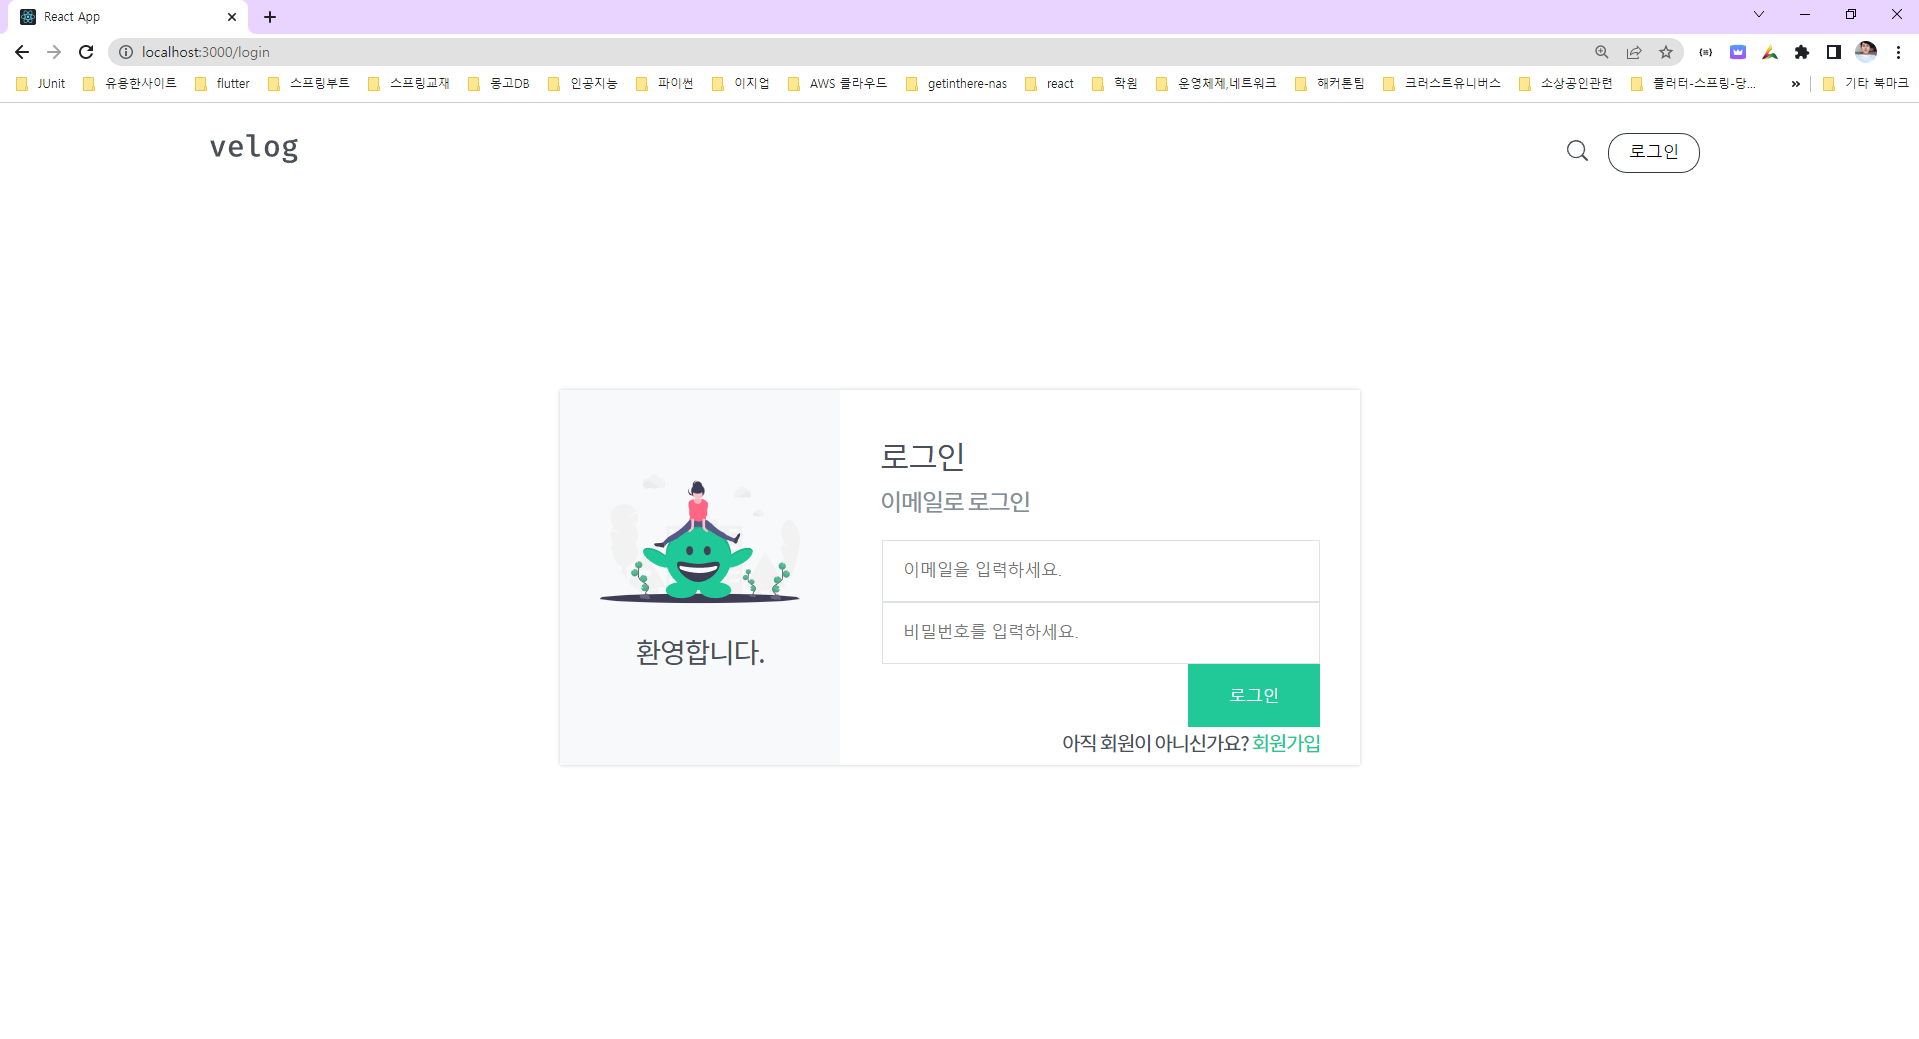 React App
localhost:3000/login
JUnit 유용한사이트 flutter 스프링부트 스프링교재 몽고DB 인공지능 파이썬 이지업 AWS 클라우드 getinthere-nas react 학원 운영체제,네트워크 해커톤팀 크러스트유니버스 소상공인관련 플러터-스프링-당... » 기타 북마크
velog
로그인
로그인
이메일로 로그인
이메일을 입력하세요.
비밀번호를 입력하세요.
환영합니다.
로그인
아직 회원이 아니신가요? 회원가입